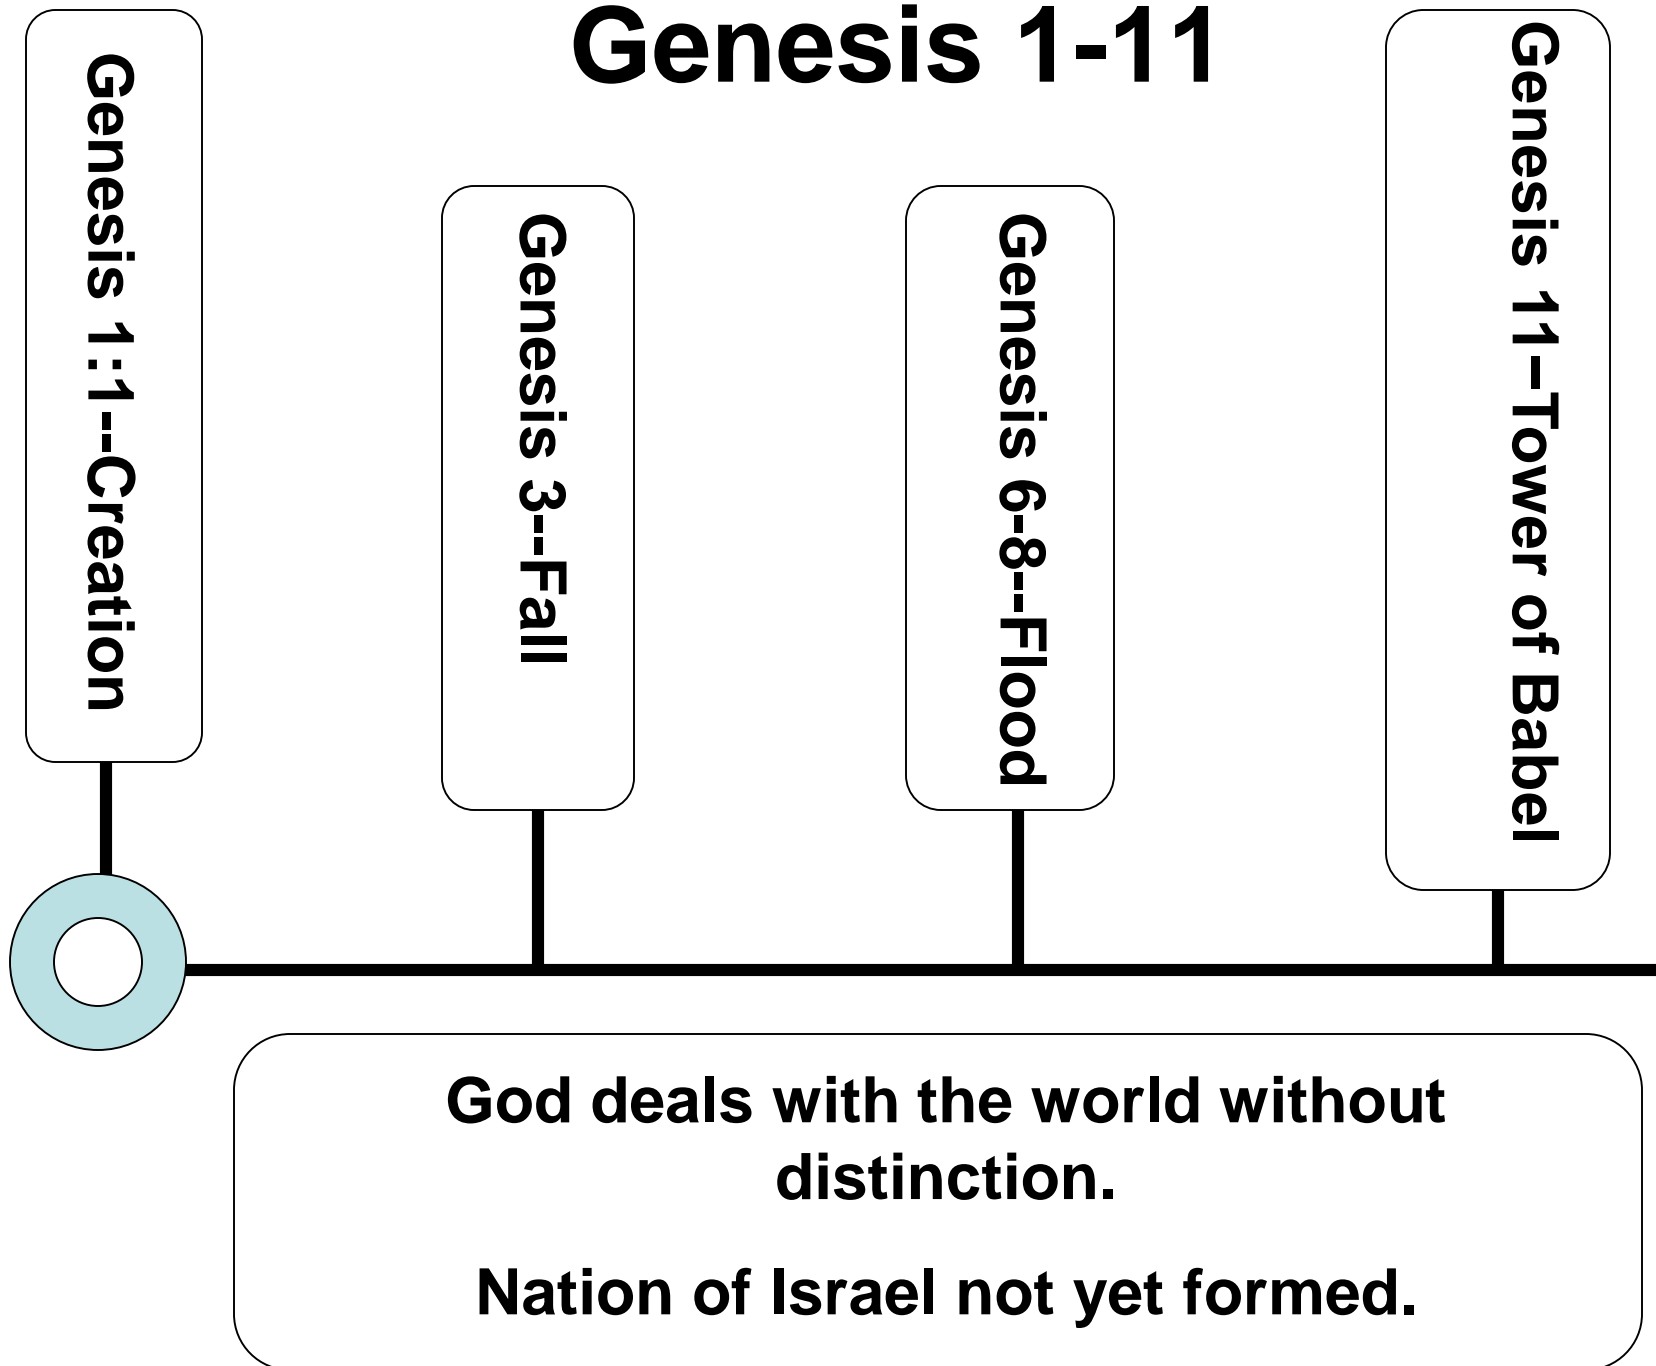 Genesis 1-11
Genesis 1:1--Creation
Genesis 3--Fall
Genesis 6-8--Flood
Genesis 11–Tower of Babel
God deals with the world without
distinction.
Nation of Israel not yet formed.